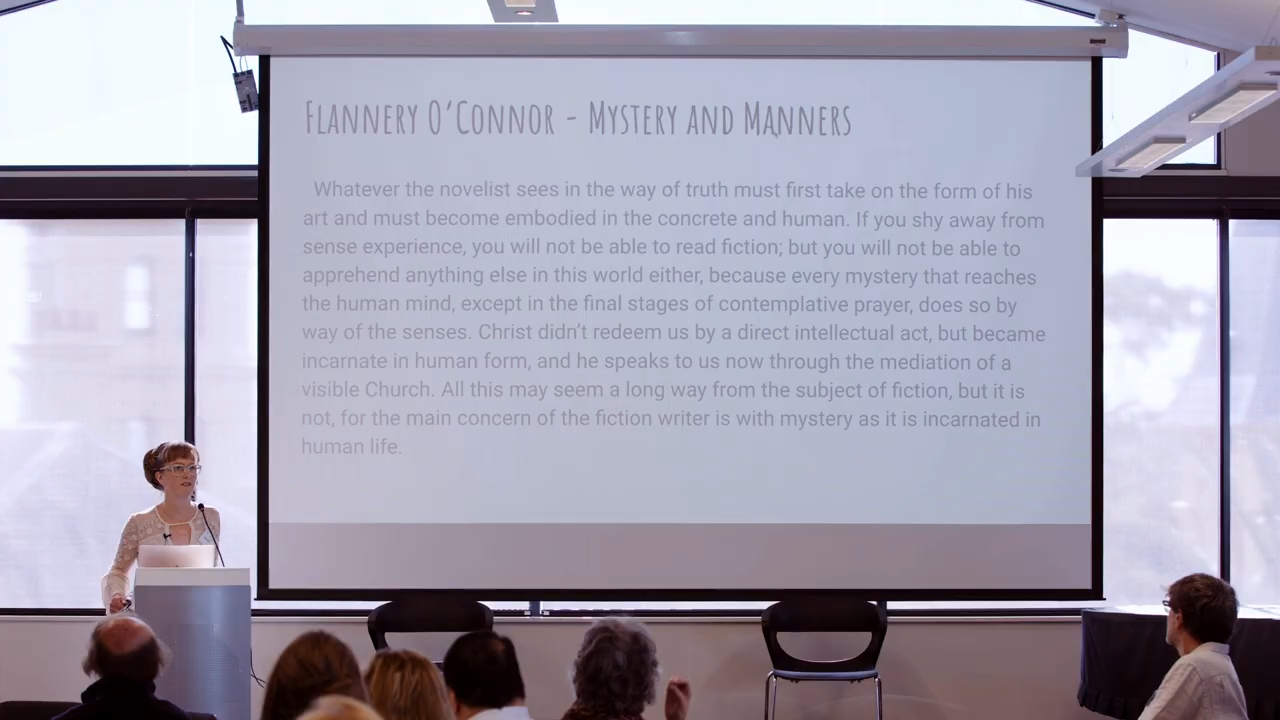 Flannery O'Connor - Mystery and Manners
Whatever the novelist sees in the way of truth must first take on the form of his
art and must become embodied in the concrete and human. If you shy away from
sense experience, you will not be able to read fiction; but you will not be able to
apprehend anything else in this world either, because every mystery that reaches
the human mind, except in the final stages of contemplative prayer, does so by
way of the senses. Christ didn't redeem us by a direct intellectual act, but became
incarnate in human form, and he speaks to us now through the mediation of a
visible Church. All this may seem a long way from the subject of fiction, but it is
not, for the main concern of the fiction writer is with mystery as it is incarnated in
human life.